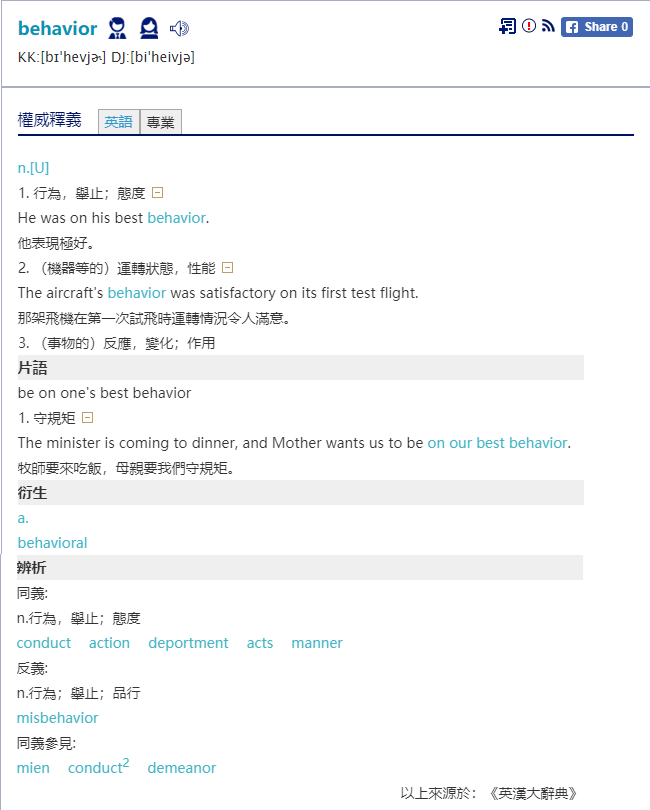 behavior
Share 0
KK:[bɪˈhevjɚ] DJ:[biˈheivjə]
權威釋義 英語 專業
n.[U]
1. 行為，舉止；態度
He was on his best behavior.
他表現極好。
2. （機器等的）運轉狀態，性能
The aircraft's behavior was satisfactory on its first test flight.
那架飛機在第一次試飛時運轉情況令人滿意。
3. （事物的）反應，變化；作用
片語
be on one's best behavior
1. 守規矩
The minister is coming to dinner, and Mother wants us to be on our best behavior.
牧師要來吃飯，母親要我們守規矩。
衍生
a.
behavioral
辨析
同義:
n.行為，舉止；態度
conduct action deportment acts manner
反義:
n.行為；舉止；品行
misbehavior
同義參見:
mien conduct2 demeanor
以上來源於：《英漢大辭典》